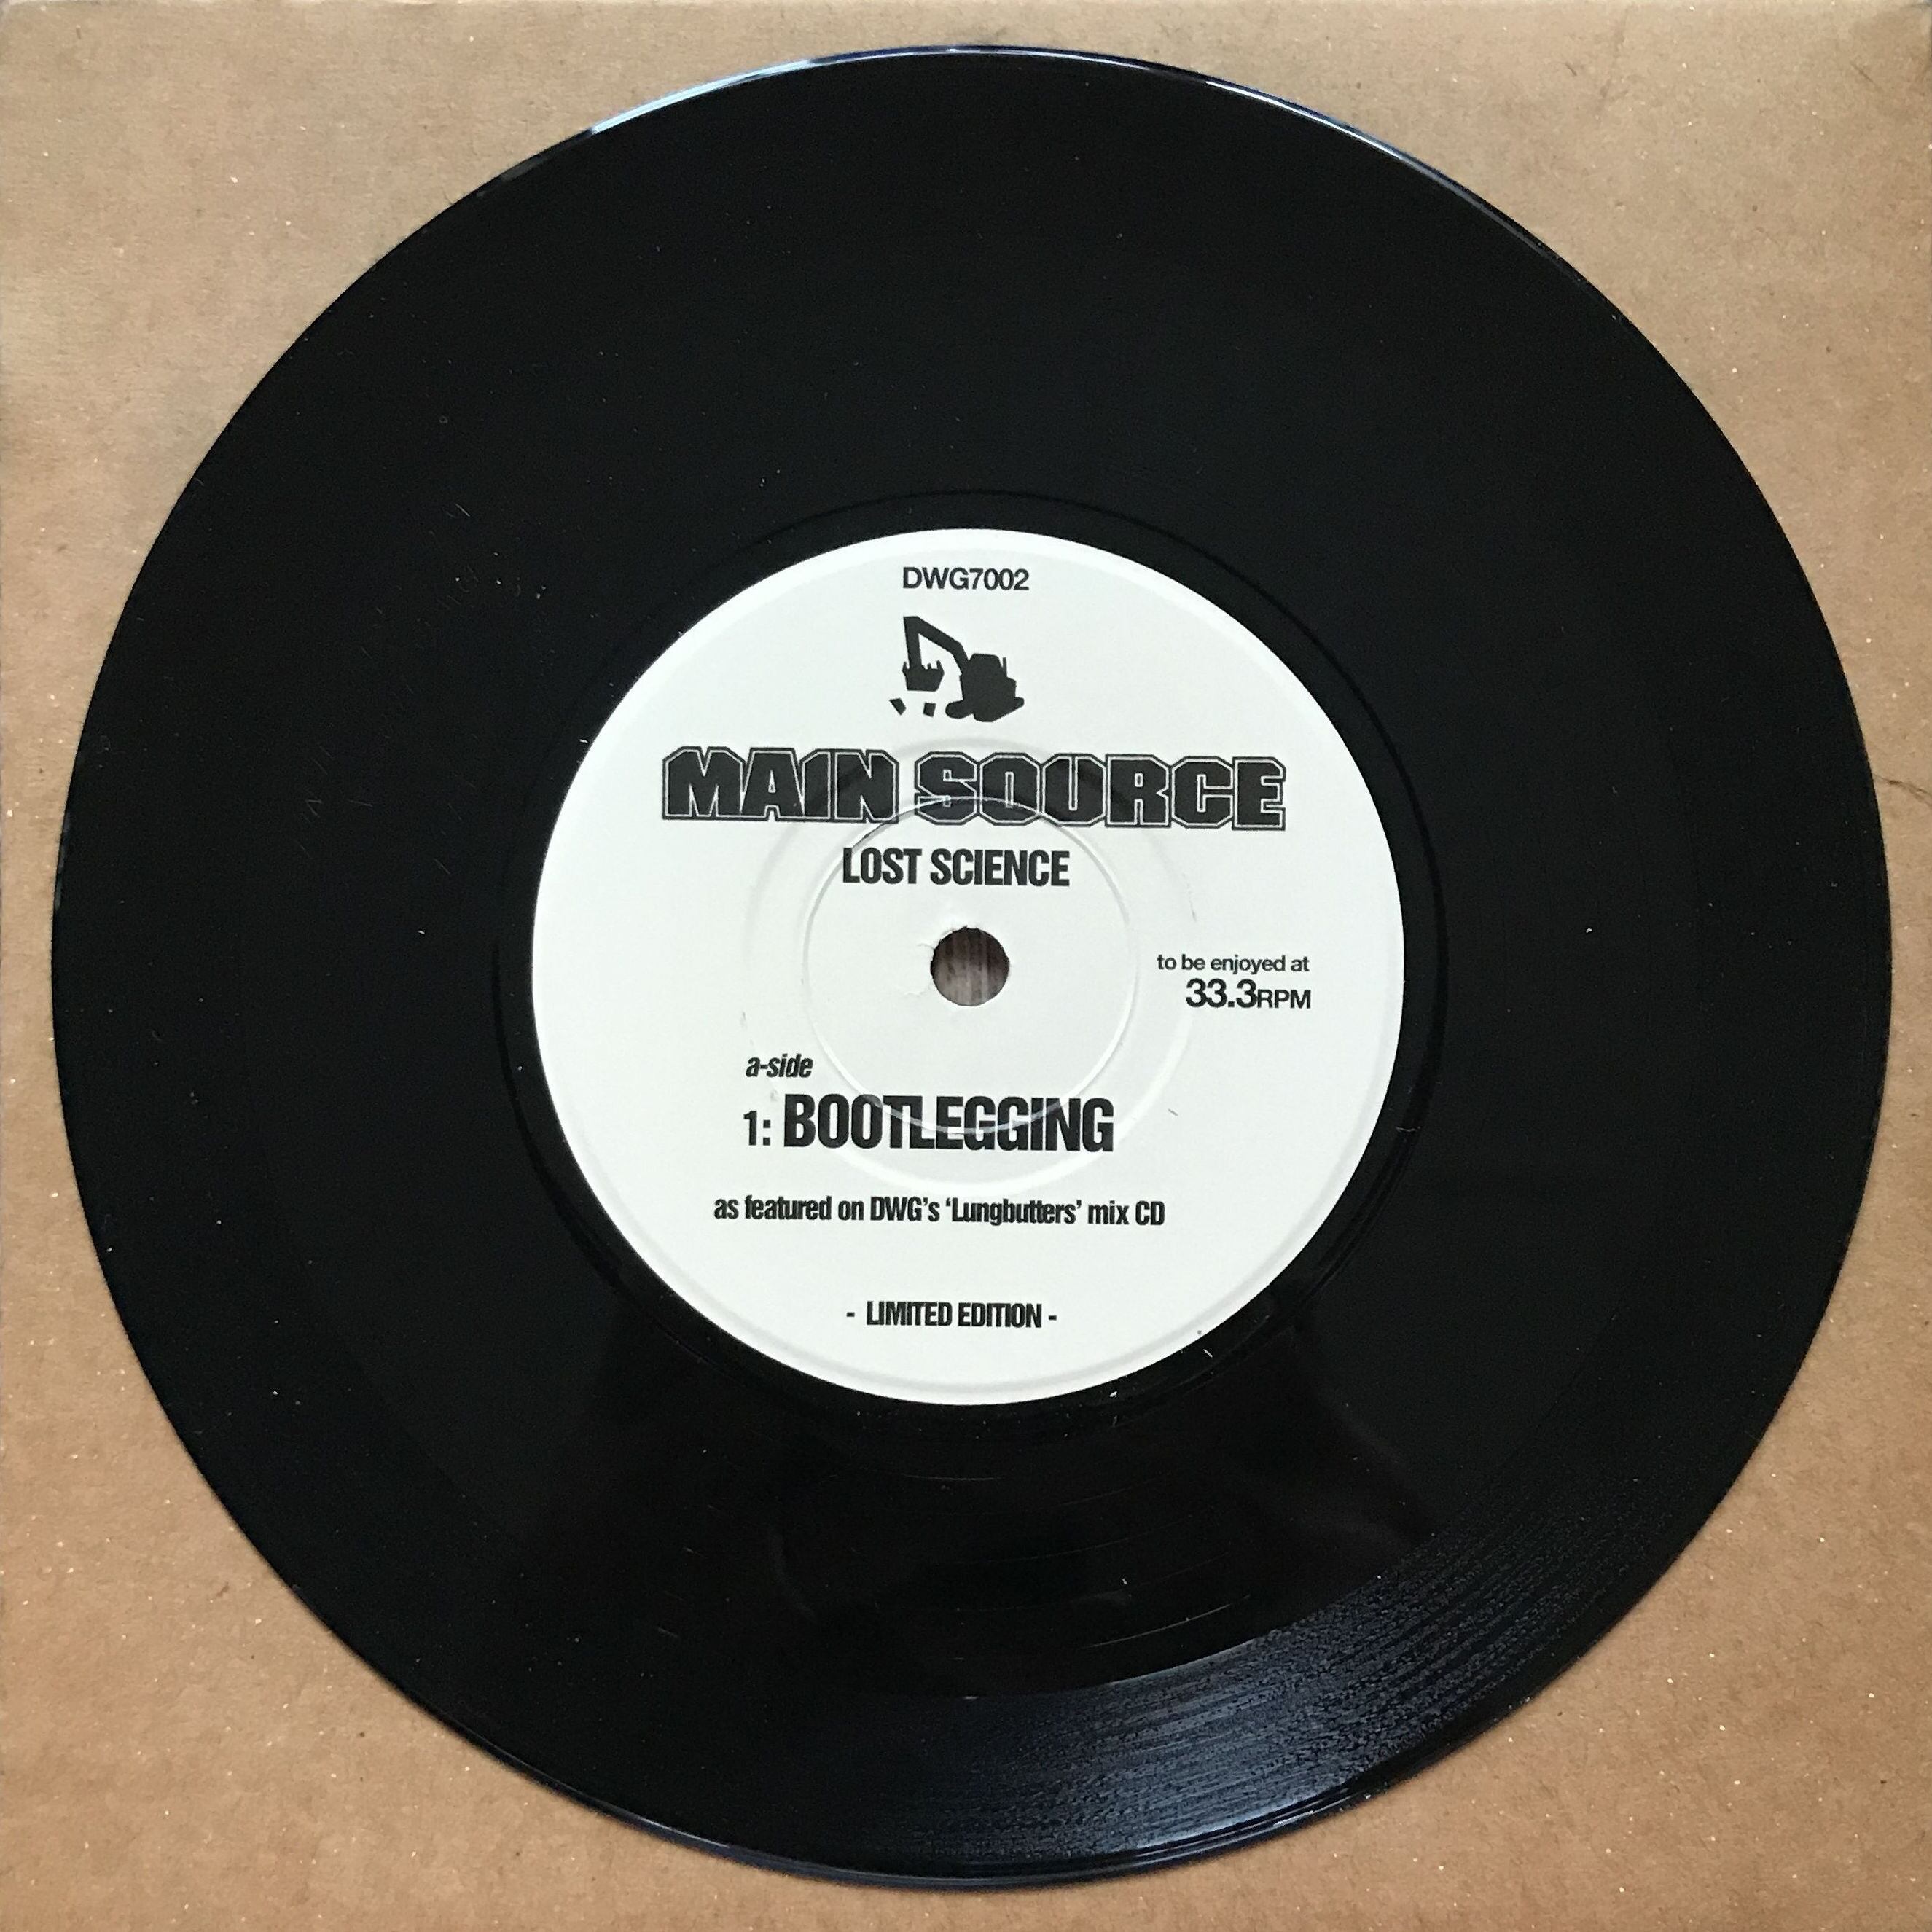 DWG7002
MAIN SOURCE
LOST SCIENCE
to be enjoyed at
33.3RPM
a-side
1: BOOTLEGGING
as featured on DWG's ‘Lungbutters’ mix CD
- LIMITED EDITION -